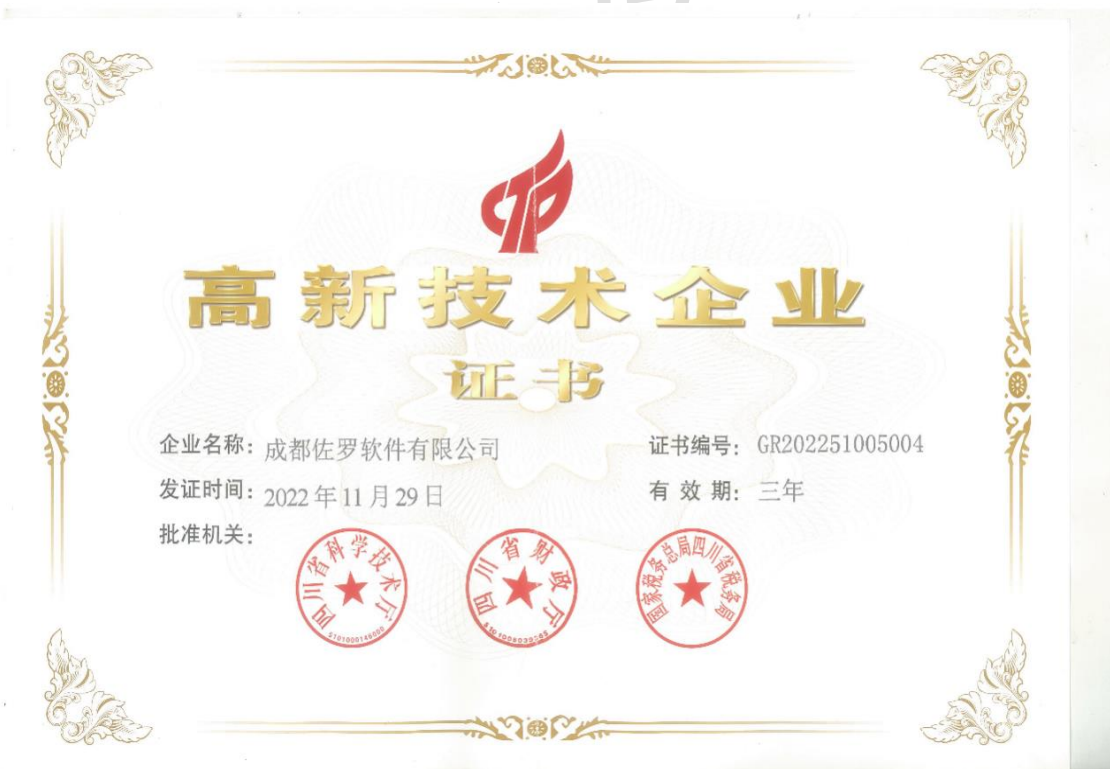 高新技术企业
证书
企业名称：成都佐罗软件有限公司
证书编号：GR202251005004
发证时间：2022年11月29日
有效期：三年
批准机关：
四川省科学技术厅
四川省财政厅
国家税务总局四川省税务局